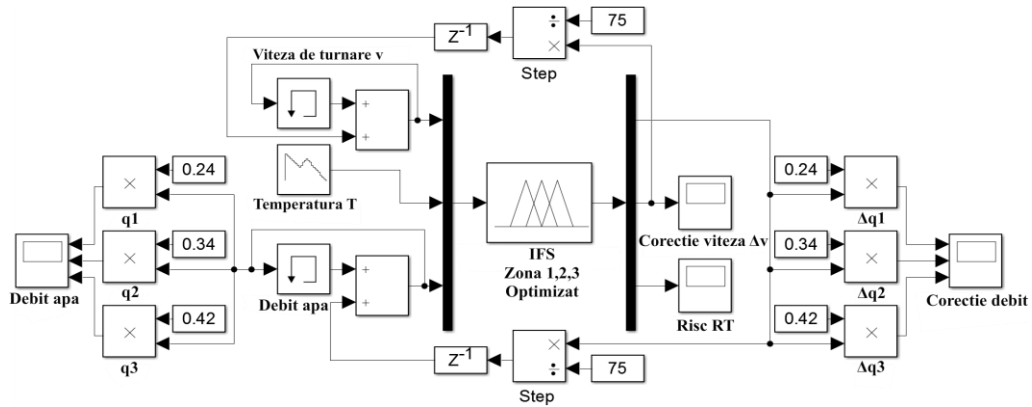 75
Z-1
Step
Viteza de turnare v
+
+
Temperatura T
0.24
q1
0.34
q2
0.42
q3
Debit apa
Debit apa
+
+
IFS
Zona 1,2,3
Optimizat
Corectie viteza Δv
Risc RT
0.24
Δq1
0.34
Δq2
0.42
Δq3
Corectie debit
Z-1
75
Step